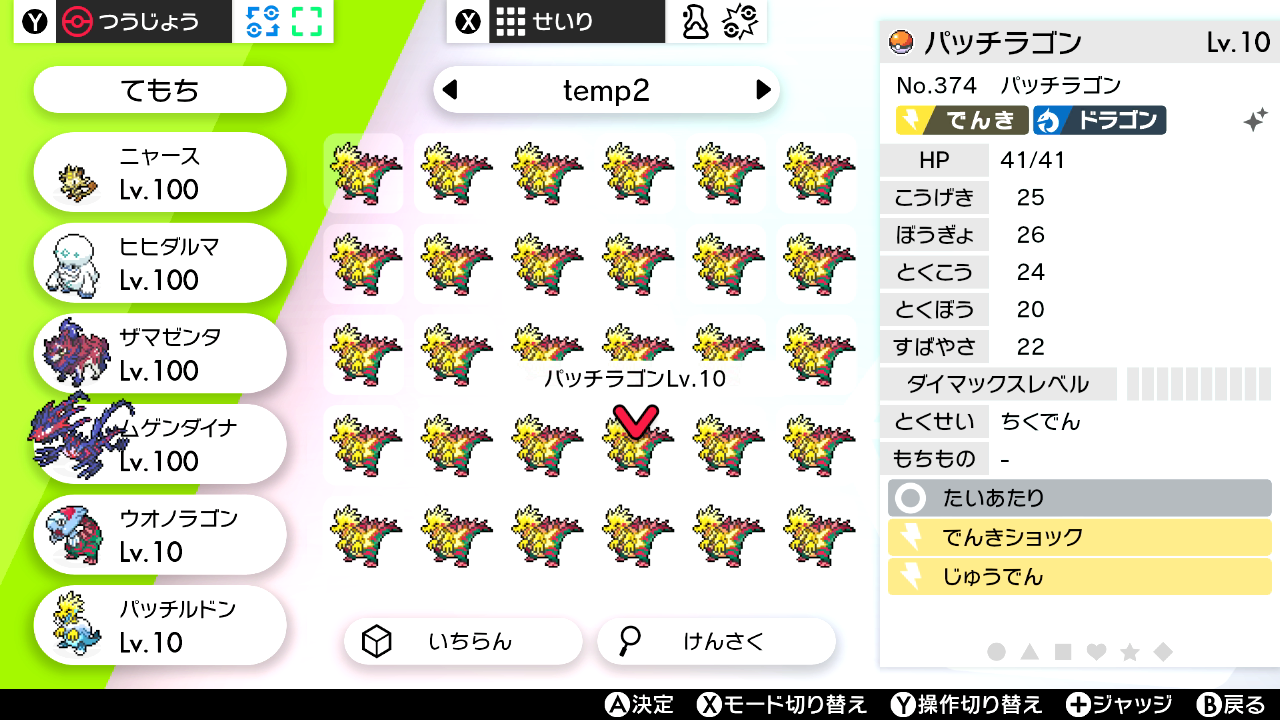 Y つうじょう
X せいり
てもち
ニャース
Lv.100
ヒヒダルマ
Lv.100
ザマゼンタ
Lv.100
ムゲンダイナ
Lv.100
ウオノラゴン
Lv.10
パッチルドン
Lv.10
temp2
パッチラゴンLv.10
いちらん
けんさく
パッチラゴン Lv.10
No.374 パッチラゴン
でんき ドラゴン
HP 41/41
こうげき 25
ぼうぎょ 26
とくこう 24
とくぼう 20
すばやさ 22
ダイマックスレベル
とくせい ちくでん
もちもの -
たいあたり
でんきショック
じゅうでん
A決定 Xモード切り替え Y操作切り替え +ジャッジ B戻る